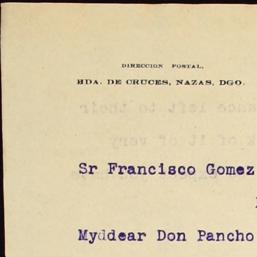 DIRECCION POSTAL,
HDA. DE CRUCES, NAZAS, DGO.
Sr Francisco Gomez
Myddear Don Pancho